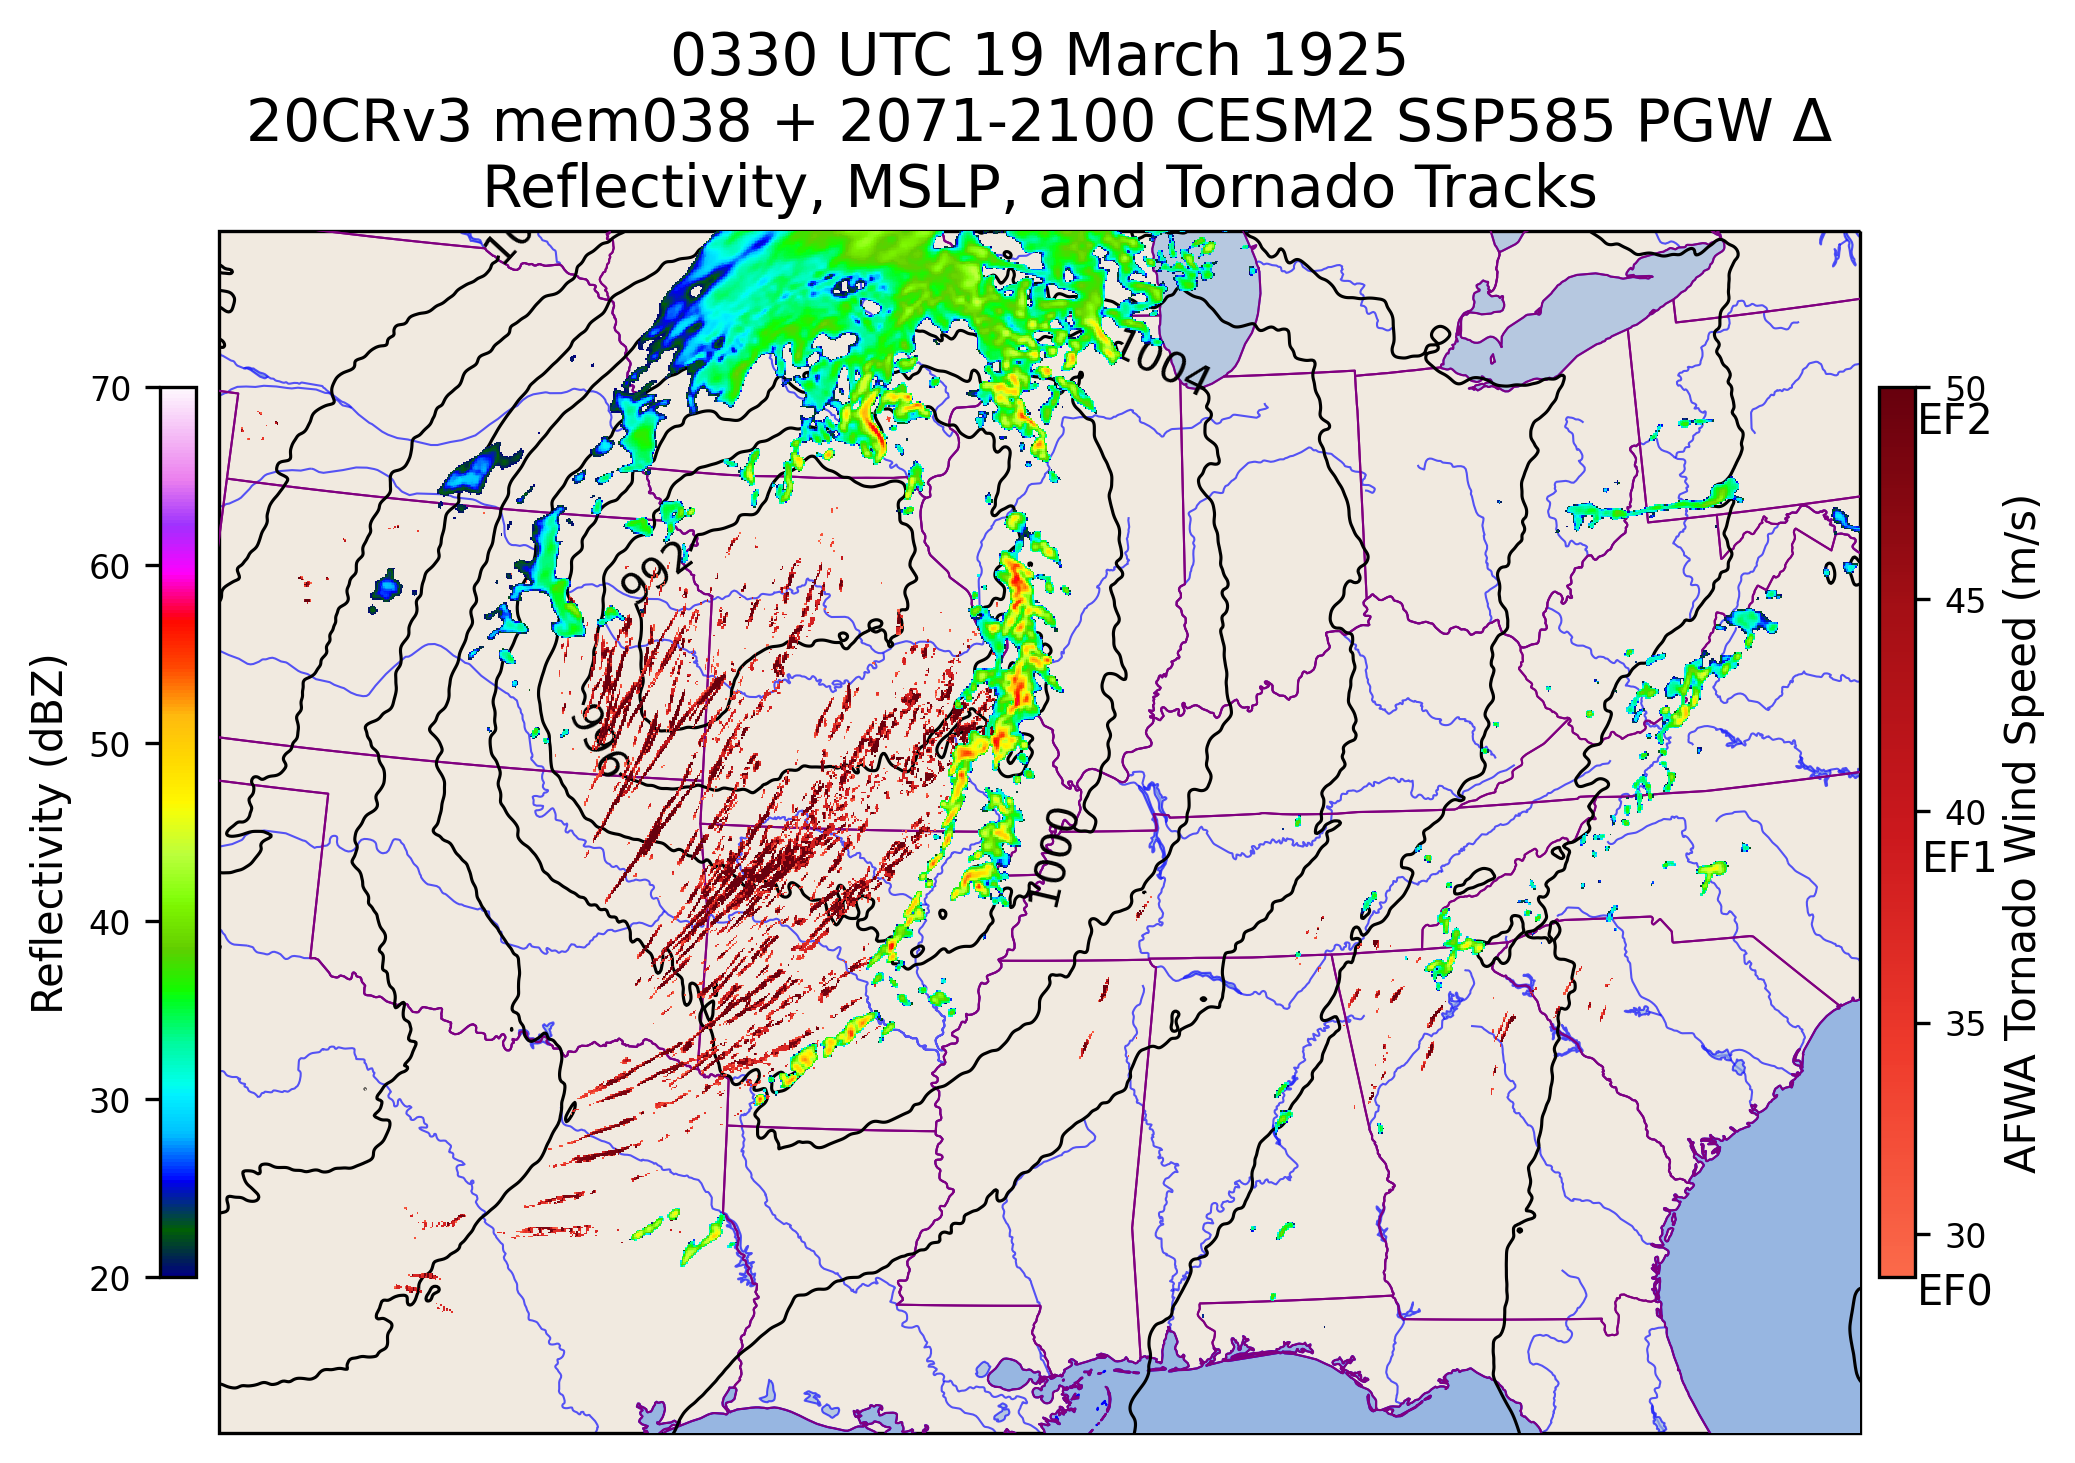 0330 UTC 19 March 1925
20CRv3 mem038 + 2071-2100 CESM2 SSP585 PGW Δ
Reflectivity, MSLP, and Tornado Tracks
70
60
50
40
30
20
Reflectivity (dBZ)
1004
992
996
1000
50
EF2
45
40
EF1
35
30
EF0
AFWA Tornado Wind Speed (m/s)